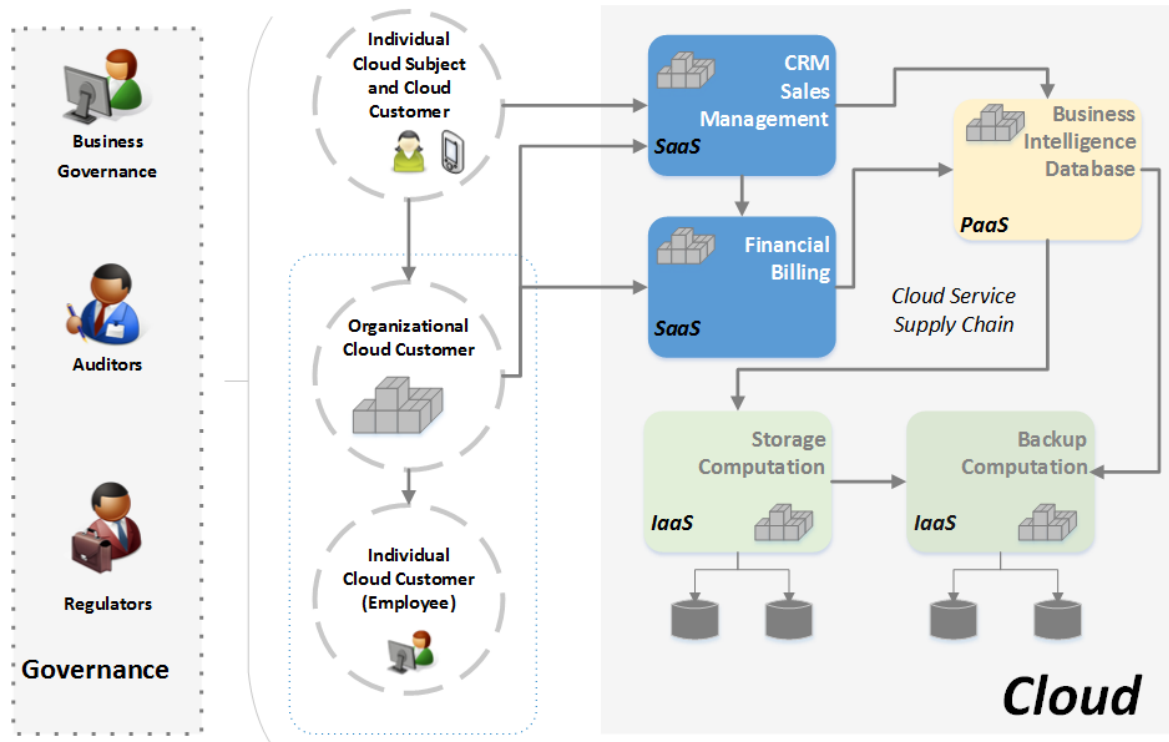 Business
Governance
Auditors
Regulators
Governance
Individual
Cloud Subject
and Cloud
Customer
Organizational
Cloud Customer
Individual
Cloud Customer
(Employee)
CRM
Sales
Management
SaaS
Financial
Billing
SaaS
Business
Intelligence
Database
PaaS
Cloud Service
Supply Chain
Storage
Computation
IaaS
Backup
Computation
IaaS
Cloud